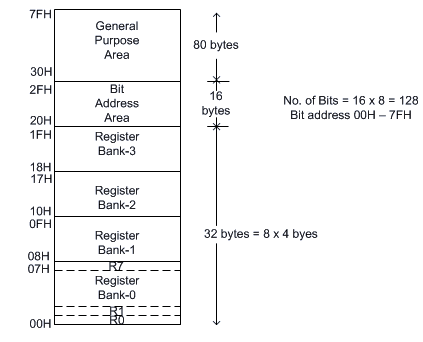 7FH
General
Purpose
Area
80 bytes
30H
2FH
Bit
Address
Area
16
bytes
No. of Bits = 16 x 8 = 128
Bit address 00H – 7FH
20H
1FH
Register
Bank-3
18H
17H
Register
Bank-2
10H
0FH
Register
Bank-1
32 bytes = 8 x 4 byes
08H
07H
R7
Register
Bank-0
R1
R0
00H